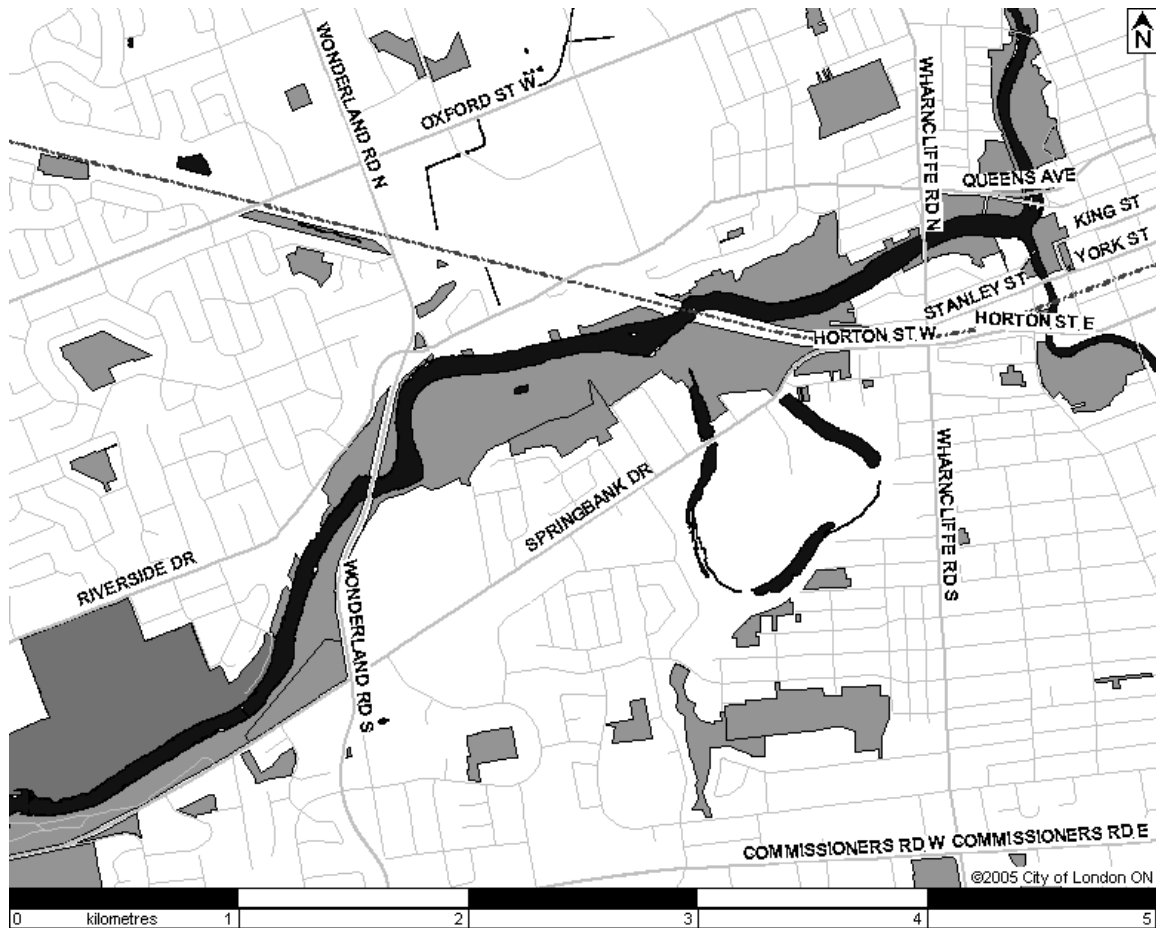 N
WONDERLAND RD N
OXFORD ST W
WHARNCLIFFE RD N
QUEENS AVE
KING ST
YORK ST
STANLEY ST
HORTON ST W
HORTON ST E
SPRINGBANK DR
WHARNCLIFFE RD S
RIVERSIDE DR
WONDERLAND RD S
COMMISSIONERS RD W COMMISSIONERS RD E
©2005 City of London ON
0 kilometres 1 2 3 4 5